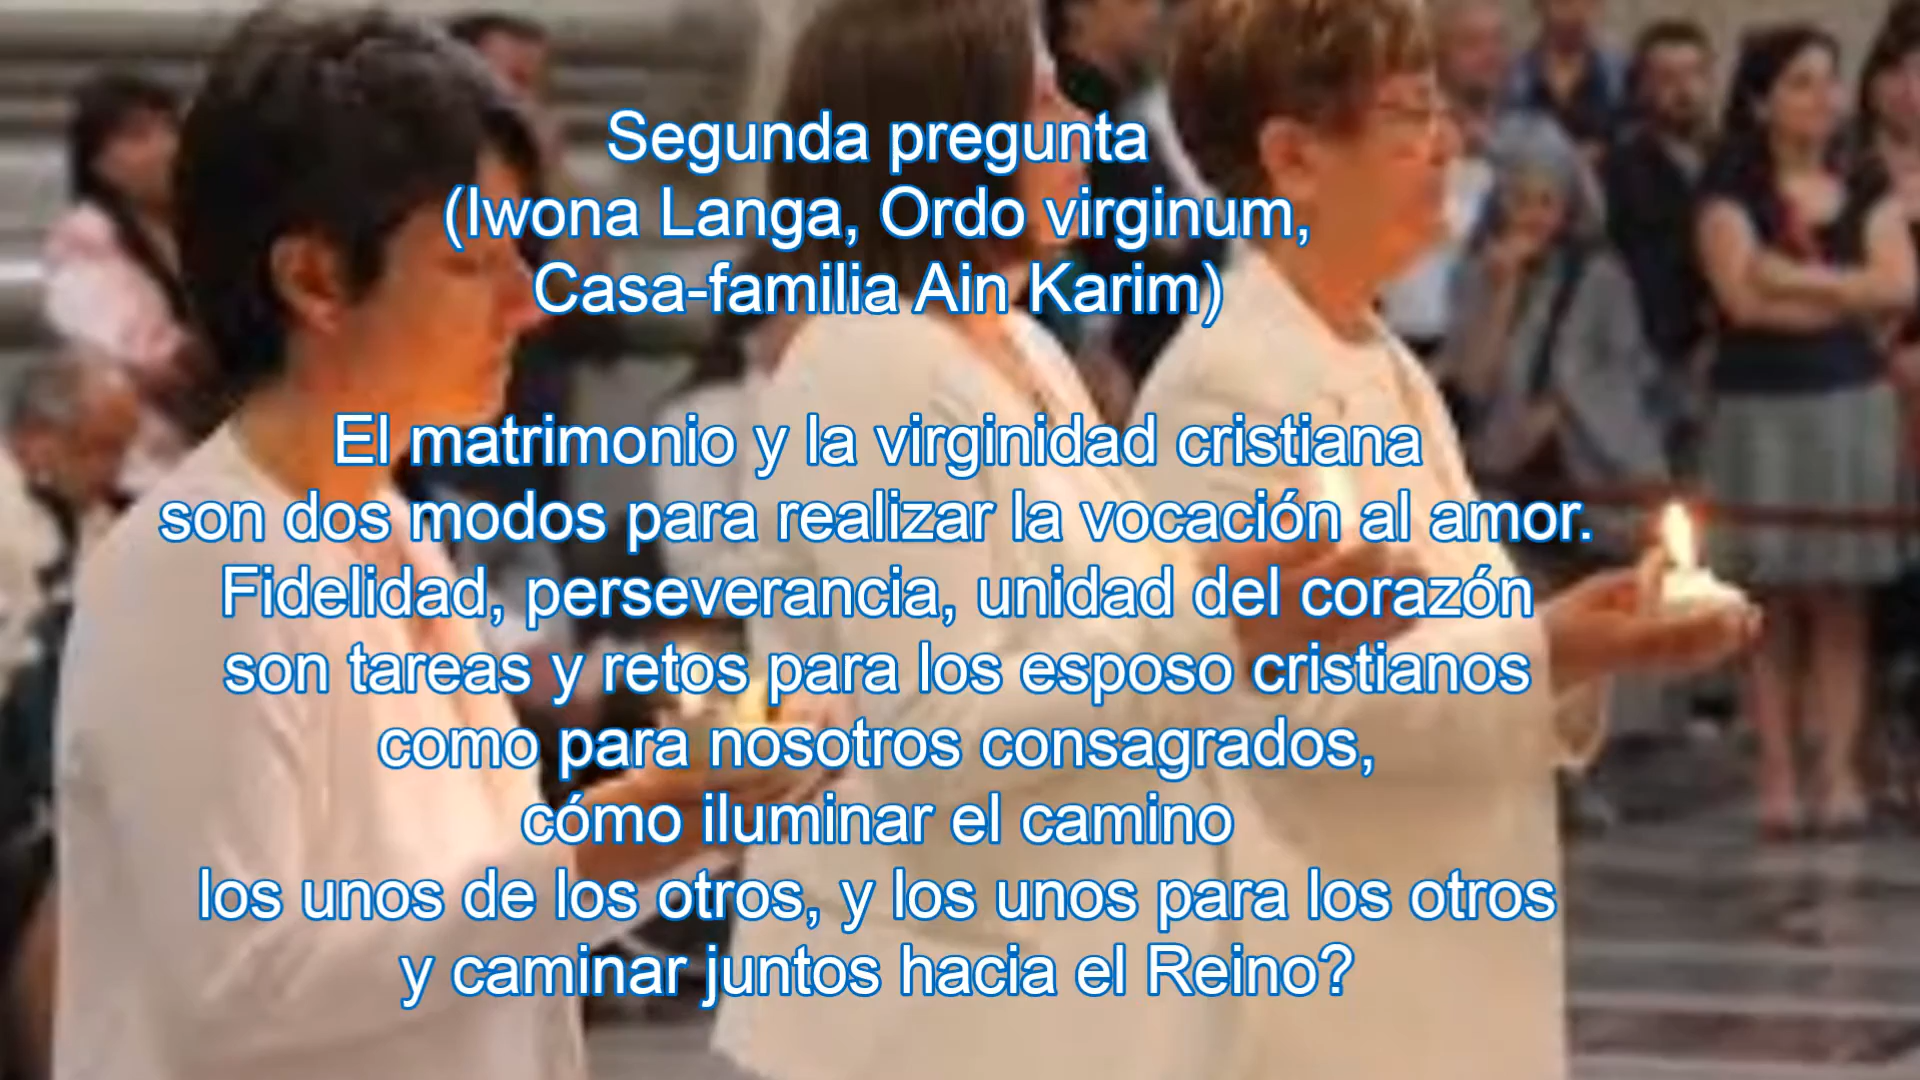 Segunda pregunta
(Iwona Langa, Ordo virginum,
Casa-familia Ain Karim)
El matrimonio y la virginidad cristiana
son dos modos para realizar la vocación al amor.
Fidelidad, perseverancia, unidad del corazón
son tareas y retos para los esposo cristianos
como para nosotros consagrados,
cómo iluminar el camino
los unos de los otros, y los unos para los otros
y caminar juntos hacia el Reino?